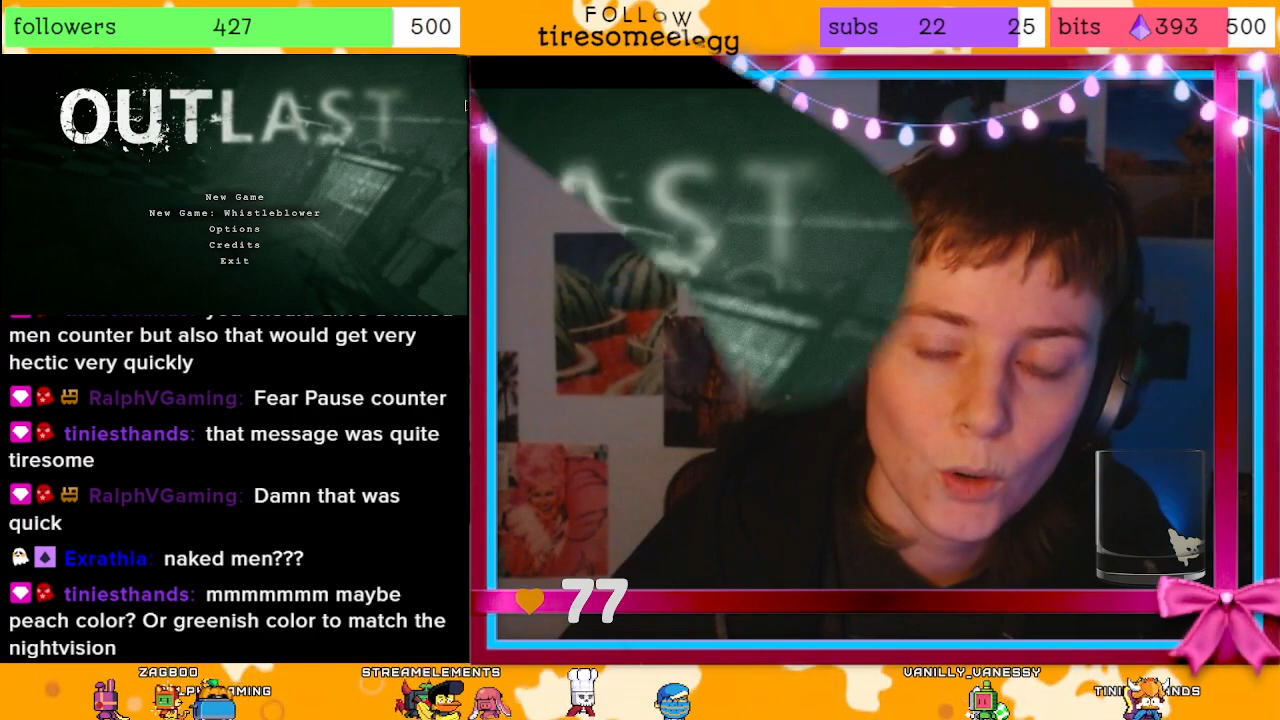 followers 427 500
FOLLOW
tiresomeelegy
subs 22 25
bits 393 500
OUTLAST
New Game
New Game: Whistleblower
Options
Credits
Exit
AST
men counter but also that would get very
hectic very quickly
RalphVGaming: Fear Pause counter
tiniesthands: that message was quite
tiresome
RalphVGaming: Damn that was
quick
Exrathia: naked men???
tiniesthands: mmmmmmm maybe
peach color? Or greenish color to match the
nightvision
77
ZAGBOO
STREAMELEMENTS
VANILLY_VANESSY